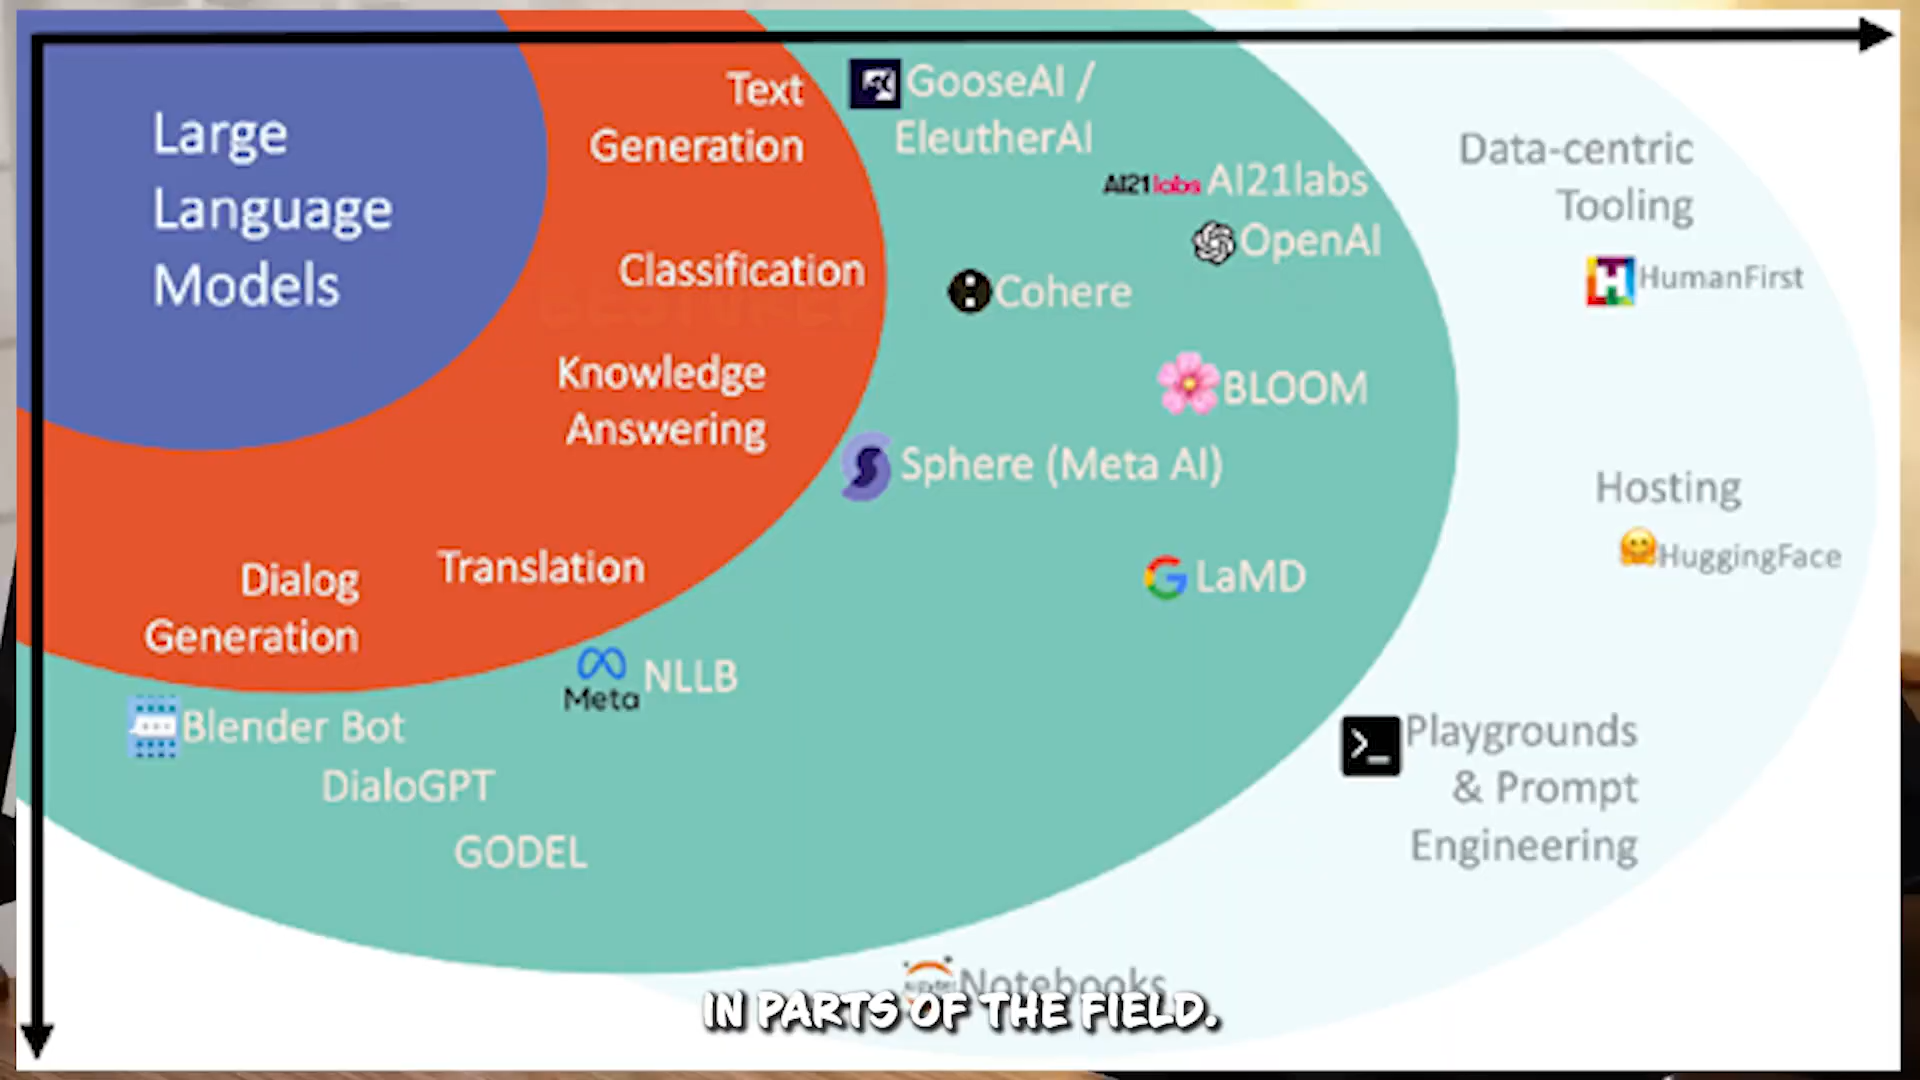 Large
Language
Models
Text
Generation
Classification
Knowledge
Answering
Translation
Dialog
Generation
GooseAI /
EleutherAI
AI21labs AI21labs
OpenAI
Cohere
BLOOM
Sphere (Meta AI)
LaMD
Meta NLLB
Blender Bot
DialoGPT
GODEL
Data-centric
Tooling
HumanFirst
Hosting
HuggingFace
Playgrounds
& Prompt
Engineering
Notebooks
IN PARTS OF THE FIELD.